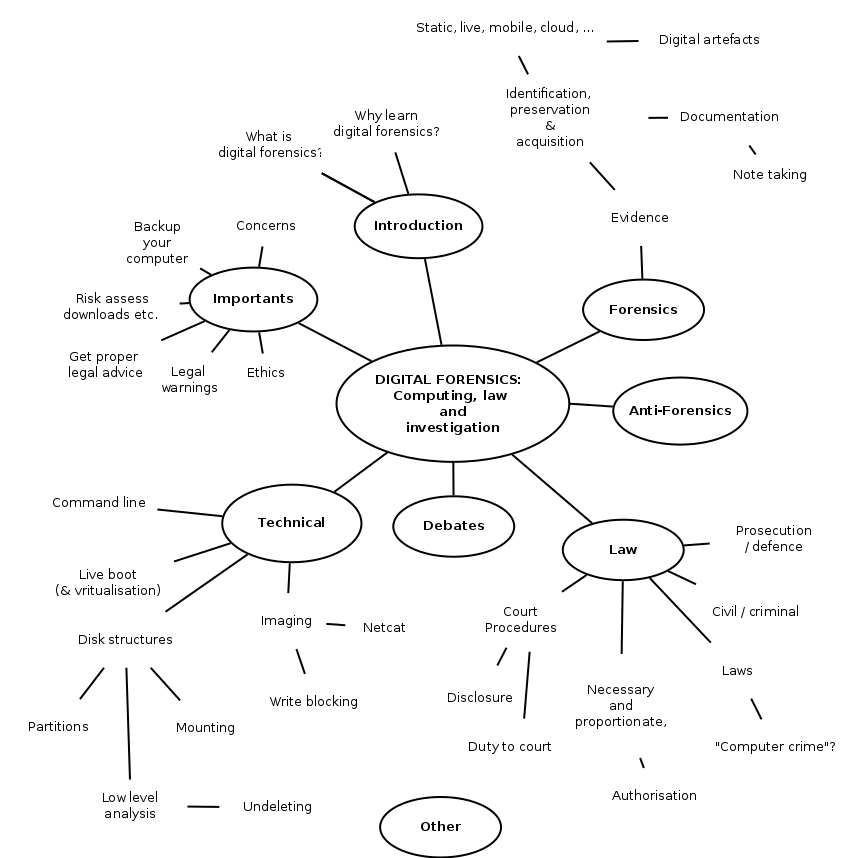 Static, live, mobile, cloud, ...
Digital artefacts
Identification,
preservation
&
acquisition
Documentation
Note taking
Why learn
digital forensics?
What is
digital forensics?
Evidence
Introduction
Backup
your
computer
Concerns
Importants
Risk assess
downloads etc.
Get proper
legal advice
Legal
warnings
Ethics
Forensics
DIGITAL FORENSICS:
Computing, law
and
investigation
Anti-Forensics
Command line
Technical
Debates
Law
Prosecution
/ defence
Live boot
(& vritualisation)
Civil / criminal
Disk structures
Imaging
Netcat
Court
Procedures
Laws
Write blocking
Disclosure
Necessary
and
proportionate,
Partitions
Mounting
Duty to court
"Computer crime"?
Low level
analysis
Undeleting
Authorisation
Other